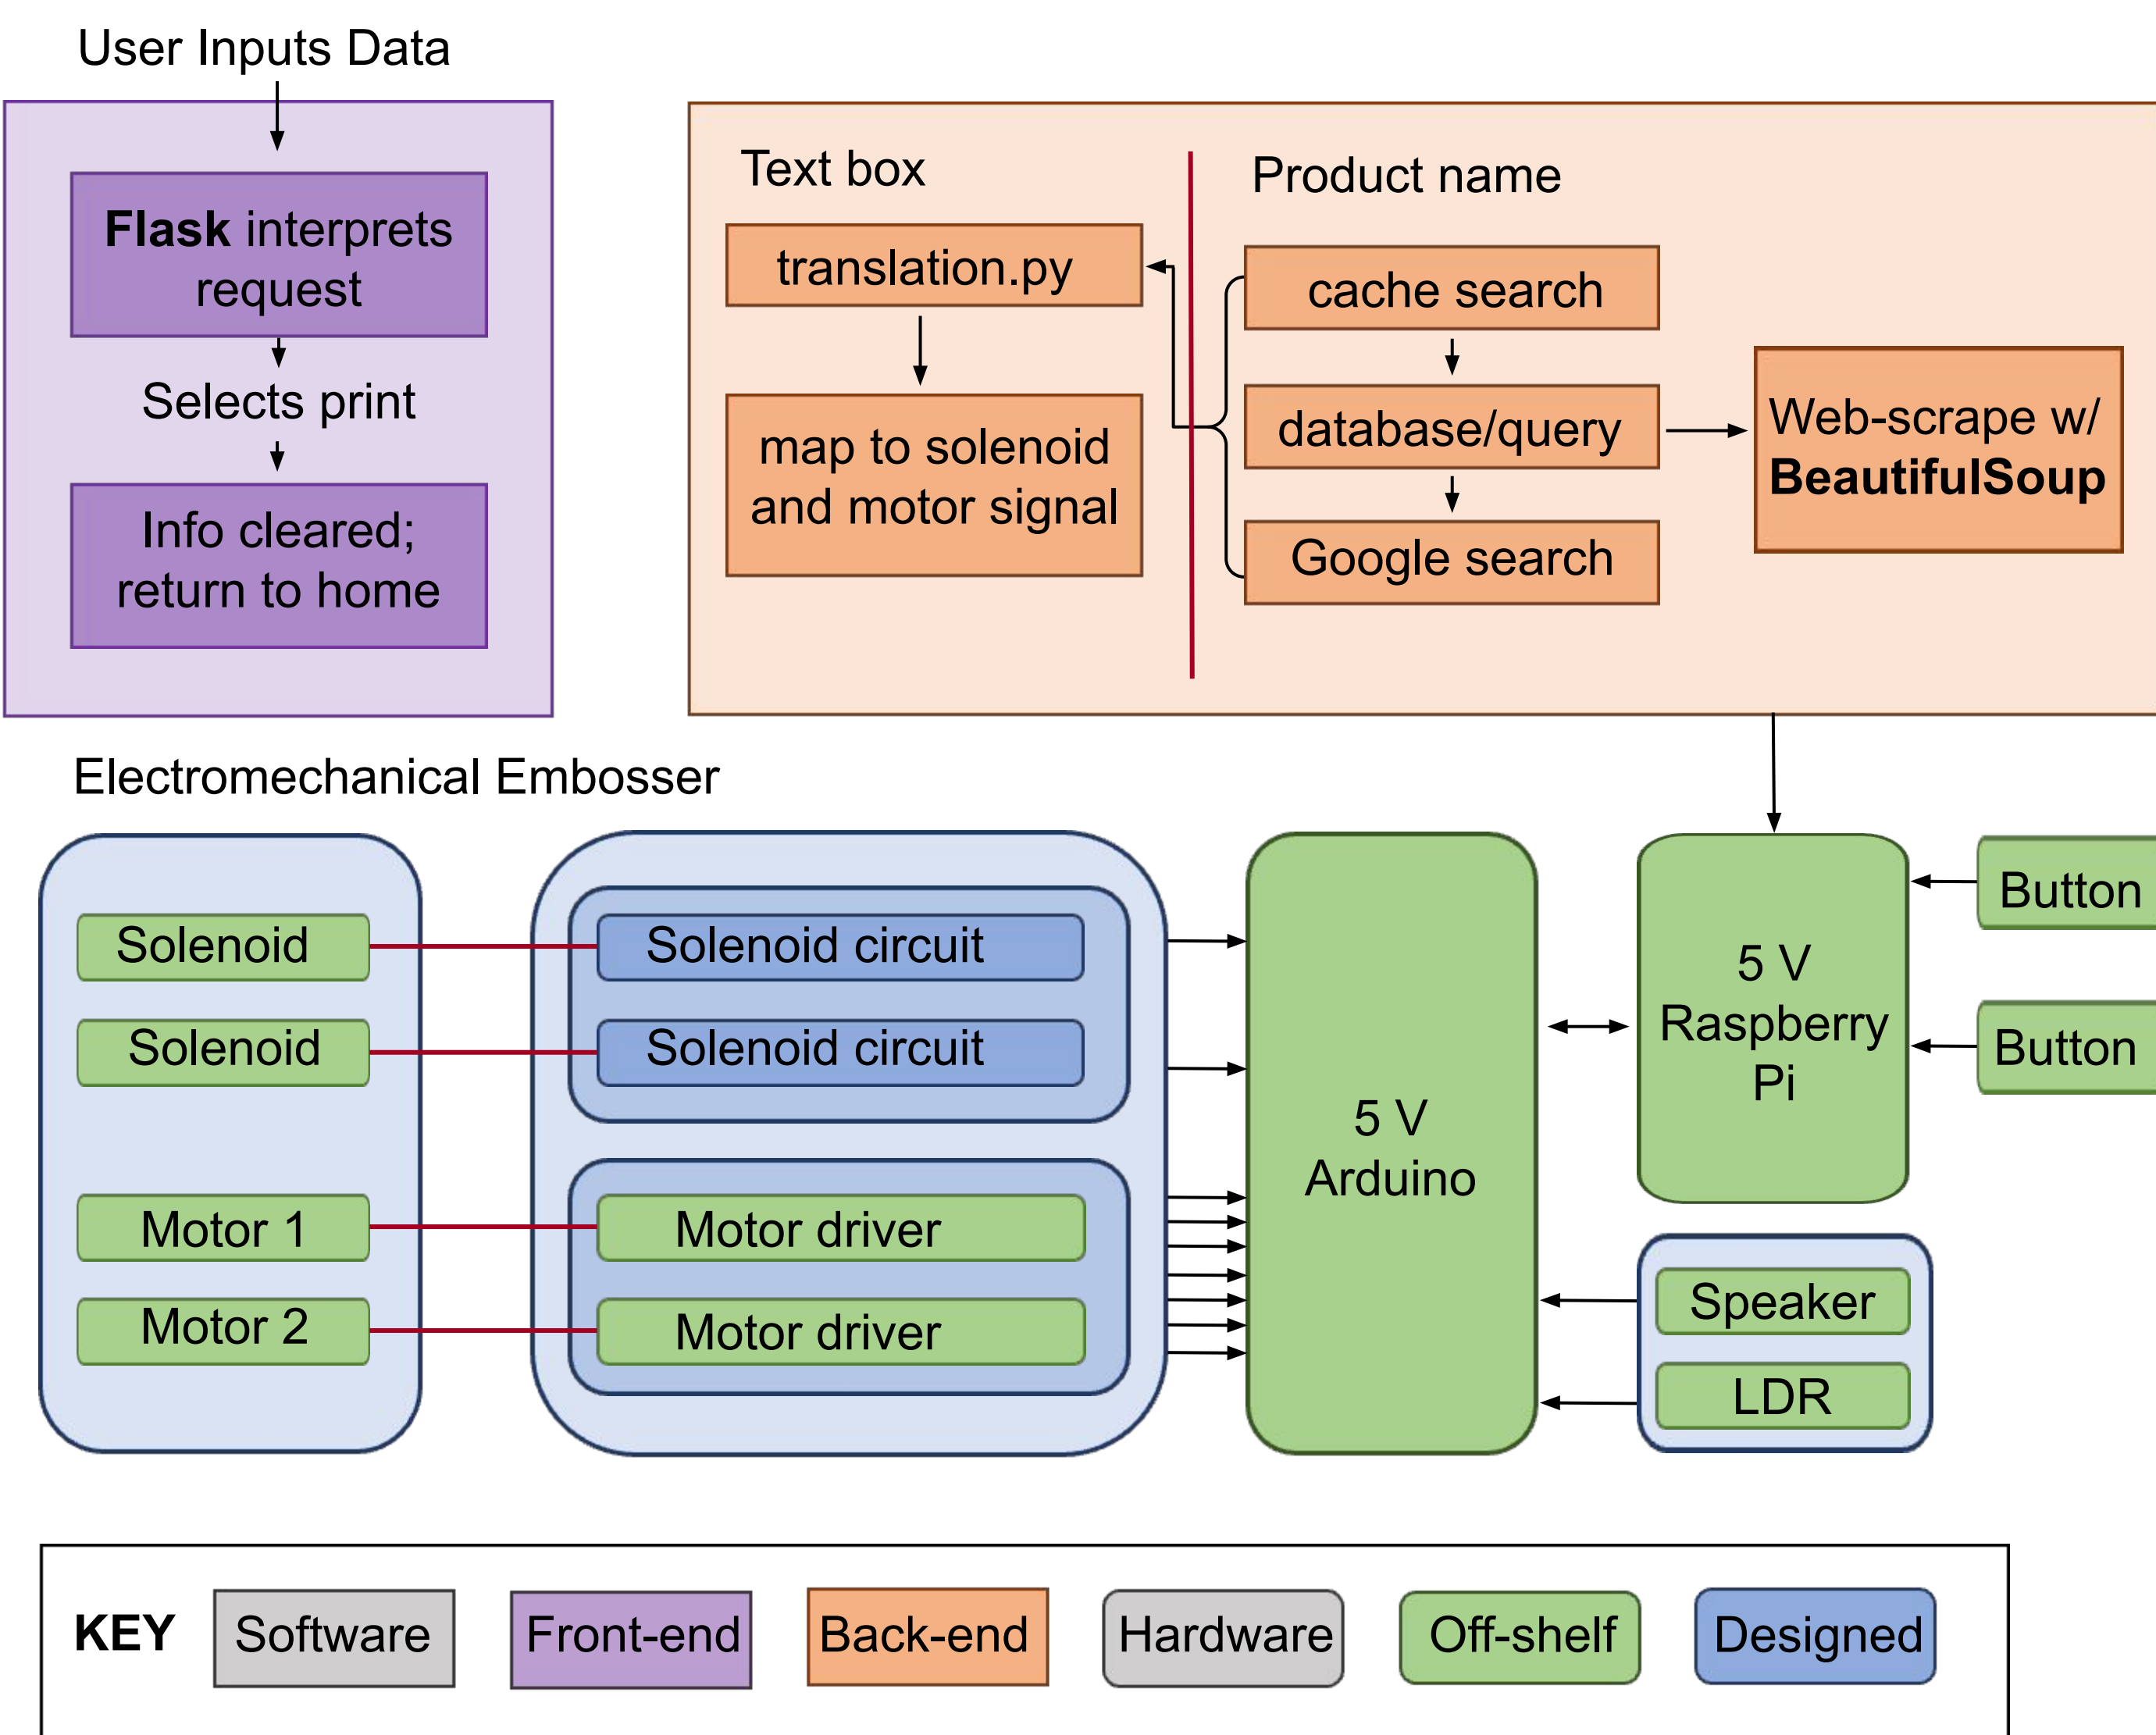 User Inputs Data
Flask interprets
request
Selects print
Info cleared;
return to home
Text box
translation.py
map to solenoid
and motor signal
Product name
cache search
database/query
Google search
Web-scrape w/
BeautifulSoup
Electromechanical Embosser
Solenoid
Solenoid
Motor 1
Motor 2
Solenoid circuit
Solenoid circuit
Motor driver
Motor driver
5 V
Arduino
5 V
Raspberry
Pi
Button
Button
Speaker
LDR
KEY
Software
Front-end
Back-end
Hardware
Off-shelf
Designed